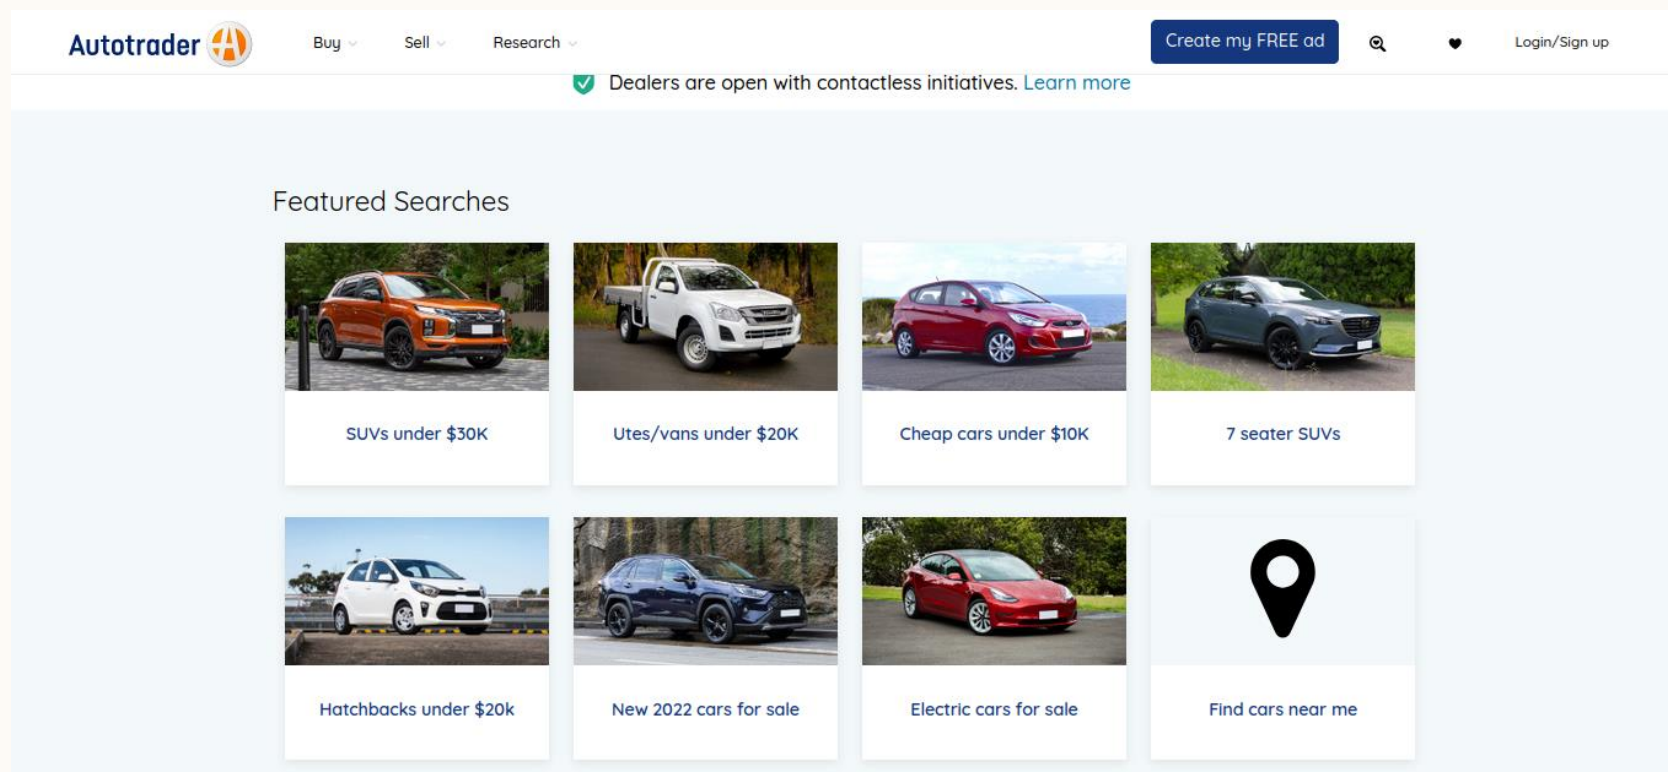 Autotrader
Buy
Sell
Research
Create my FREE ad
Login/Sign up
Dealers are open with contactless initiatives. Learn more
Featured Searches
SUVs under $30K
Utes/vans under $20K
Cheap cars under $10K
7 seater SUVs
Hatchbacks under $20k
New 2022 cars for sale
Electric cars for sale
Find cars near me